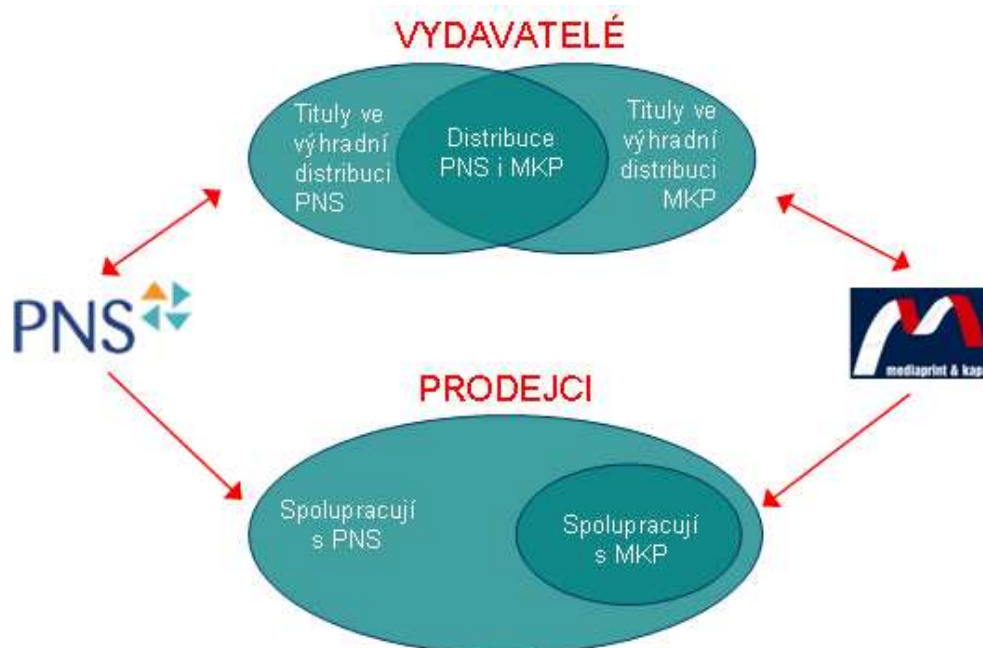 VYDAVATELÉ
Tituly ve
výhradní
distribuci
PNS
Distribuce
PNS i MKP
Tituly ve
výhradní
distribuci
MKP
PNS
mediaprint & kap
PRODEJCI
Spolupracují
s PNS
Spolupracují
s MKP